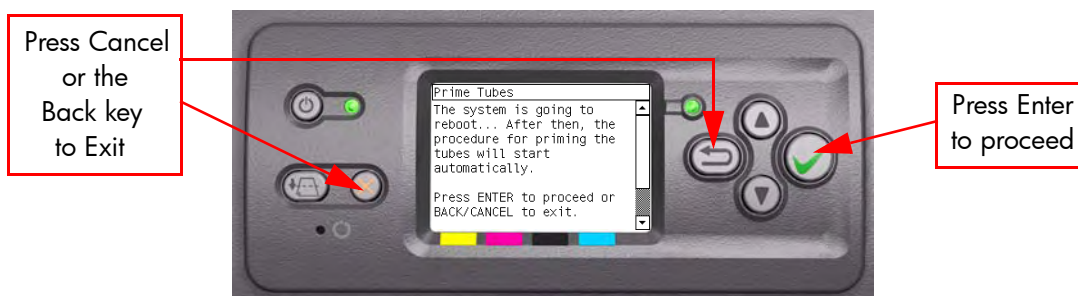 Press Cancel
or the
Back key
to Exit
Prime Tubes
The system is going to
reboot... After then, the
procedure for priming the
tubes will start
automatically.
Press ENTER to proceed or
BACK/CANCEL to exit.
Press Enter
to proceed